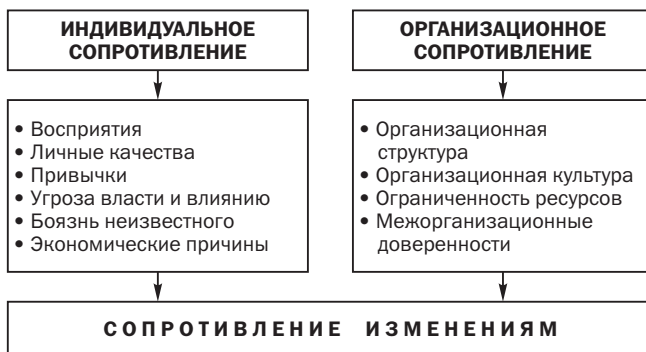 ИНДИВИДУАЛЬНОЕ
СОПРОТИВЛЕНИЕ
• Восприятия
• Личные качества
• Привычки
• Угроза власти и влиянию
• Боязнь неизвестного
• Экономические причины
ОРГАНИЗАЦИОННОЕ
СОПРОТИВЛЕНИЕ
• Организационная
структура
• Организационная культура
• Ограниченность ресурсов
• Межорганизационные
доверенности
СОПРОТИВЛЕНИЕ ИЗМЕНЕНИЯМ